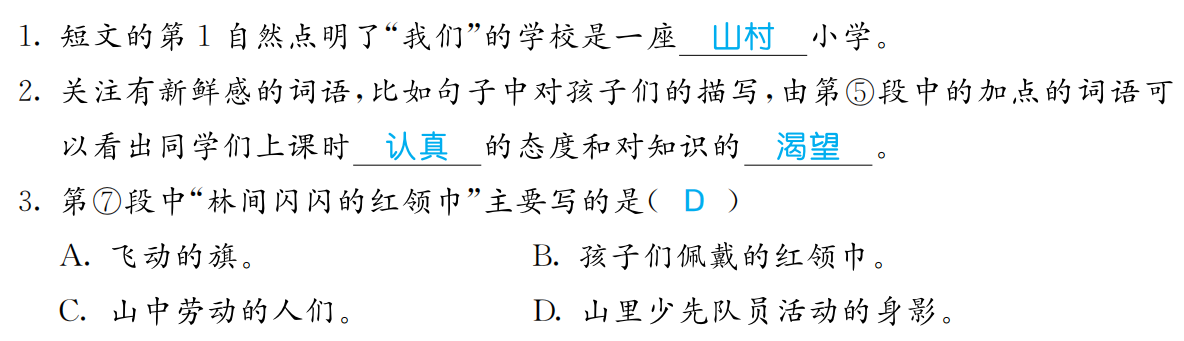 1. 短文的第1自然点明了“我们”的学校是一座 山村 小学。
2. 关注有新鲜感的词语,比如句子中对孩子们的描写,由第⑤段中的加点的词语可
以看出同学们上课时 认真 的态度和对知识的 渴望 。
3. 第⑦段中“林间闪闪的红领巾”主要写的是( D )
A. 飞动的旗。 B. 孩子们佩戴的红领巾。
C. 山中劳动的人们。 D. 山里少先队员活动的身影。